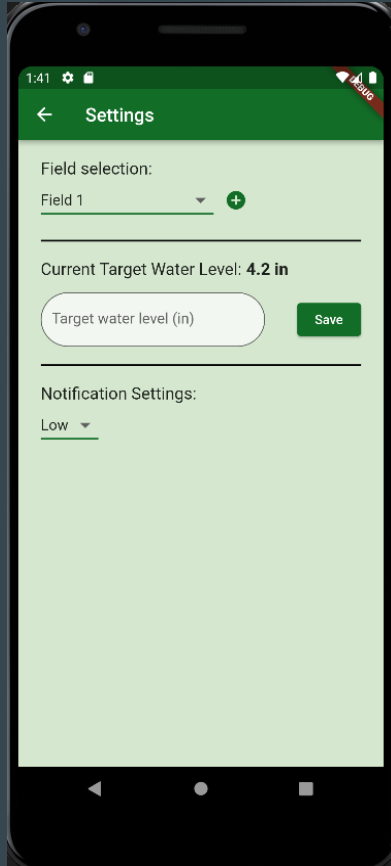 1:41
DEBUG
Settings
Field selection:
Field 1
Current Target Water Level: 4.2 in
Target water level (in)
Save
Notification Settings:
Low